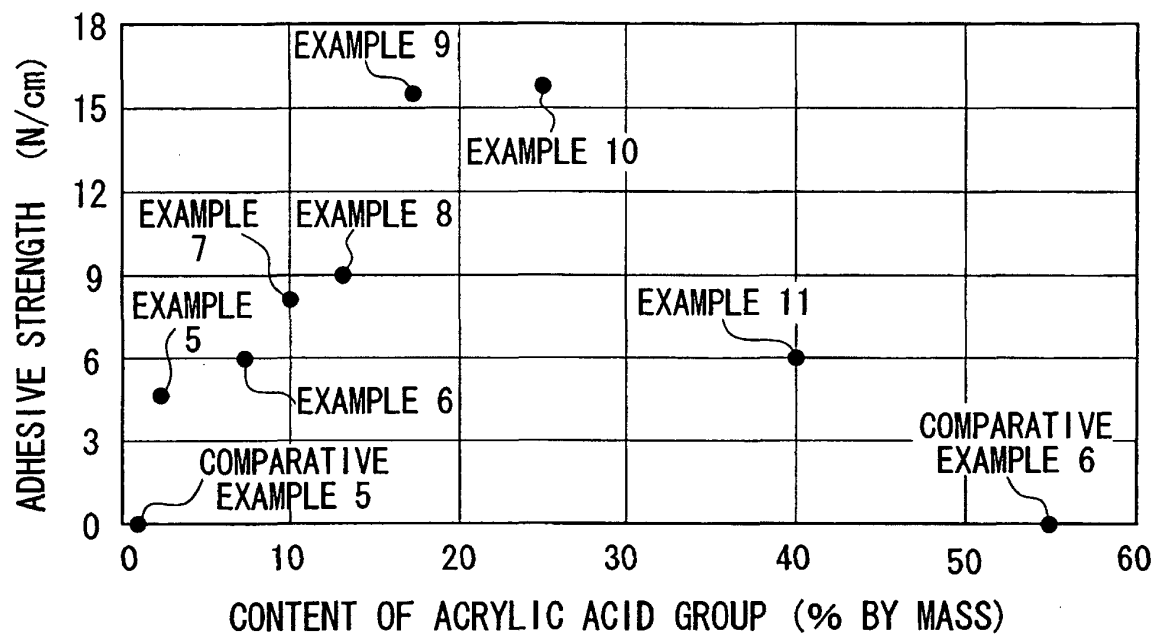 18
15
12
9
6
3
0
ADHESIVE STRENGTH (N/cm)
EXAMPLE 9
EXAMPLE 10
EXAMPLE
7
EXAMPLE 8
EXAMPLE
5
EXAMPLE 6
EXAMPLE 11
COMPARATIVE
EXAMPLE 5
COMPARATIVE
EXAMPLE 6
0 10 20 30 40 50 60
CONTENT OF ACRYLIC ACID GROUP (% BY MASS)